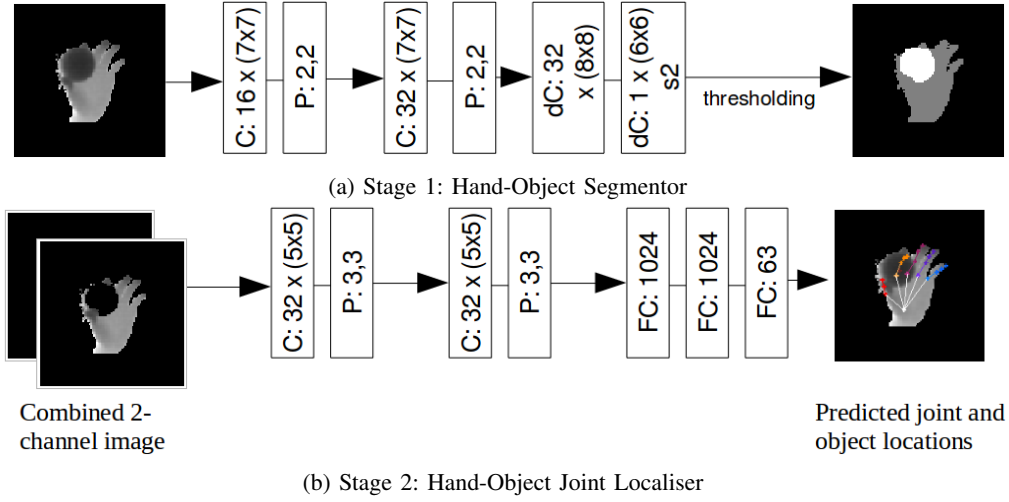 C: 16 x (7x7)
P: 2,2
C: 32 x (7x7)
P: 2,2
dC: 32
x (8x8)
dC: 1 x (6x6)
s2
thresholding
(a) Stage 1: Hand-Object Segmentor
C: 32 x (5x5)
P: 3,3
C: 32 x (5x5)
P: 3,3
FC: 1024
FC: 1024
FC: 63
Combined 2-
channel image
Predicted joint and
object locations
(b) Stage 2: Hand-Object Joint Localiser